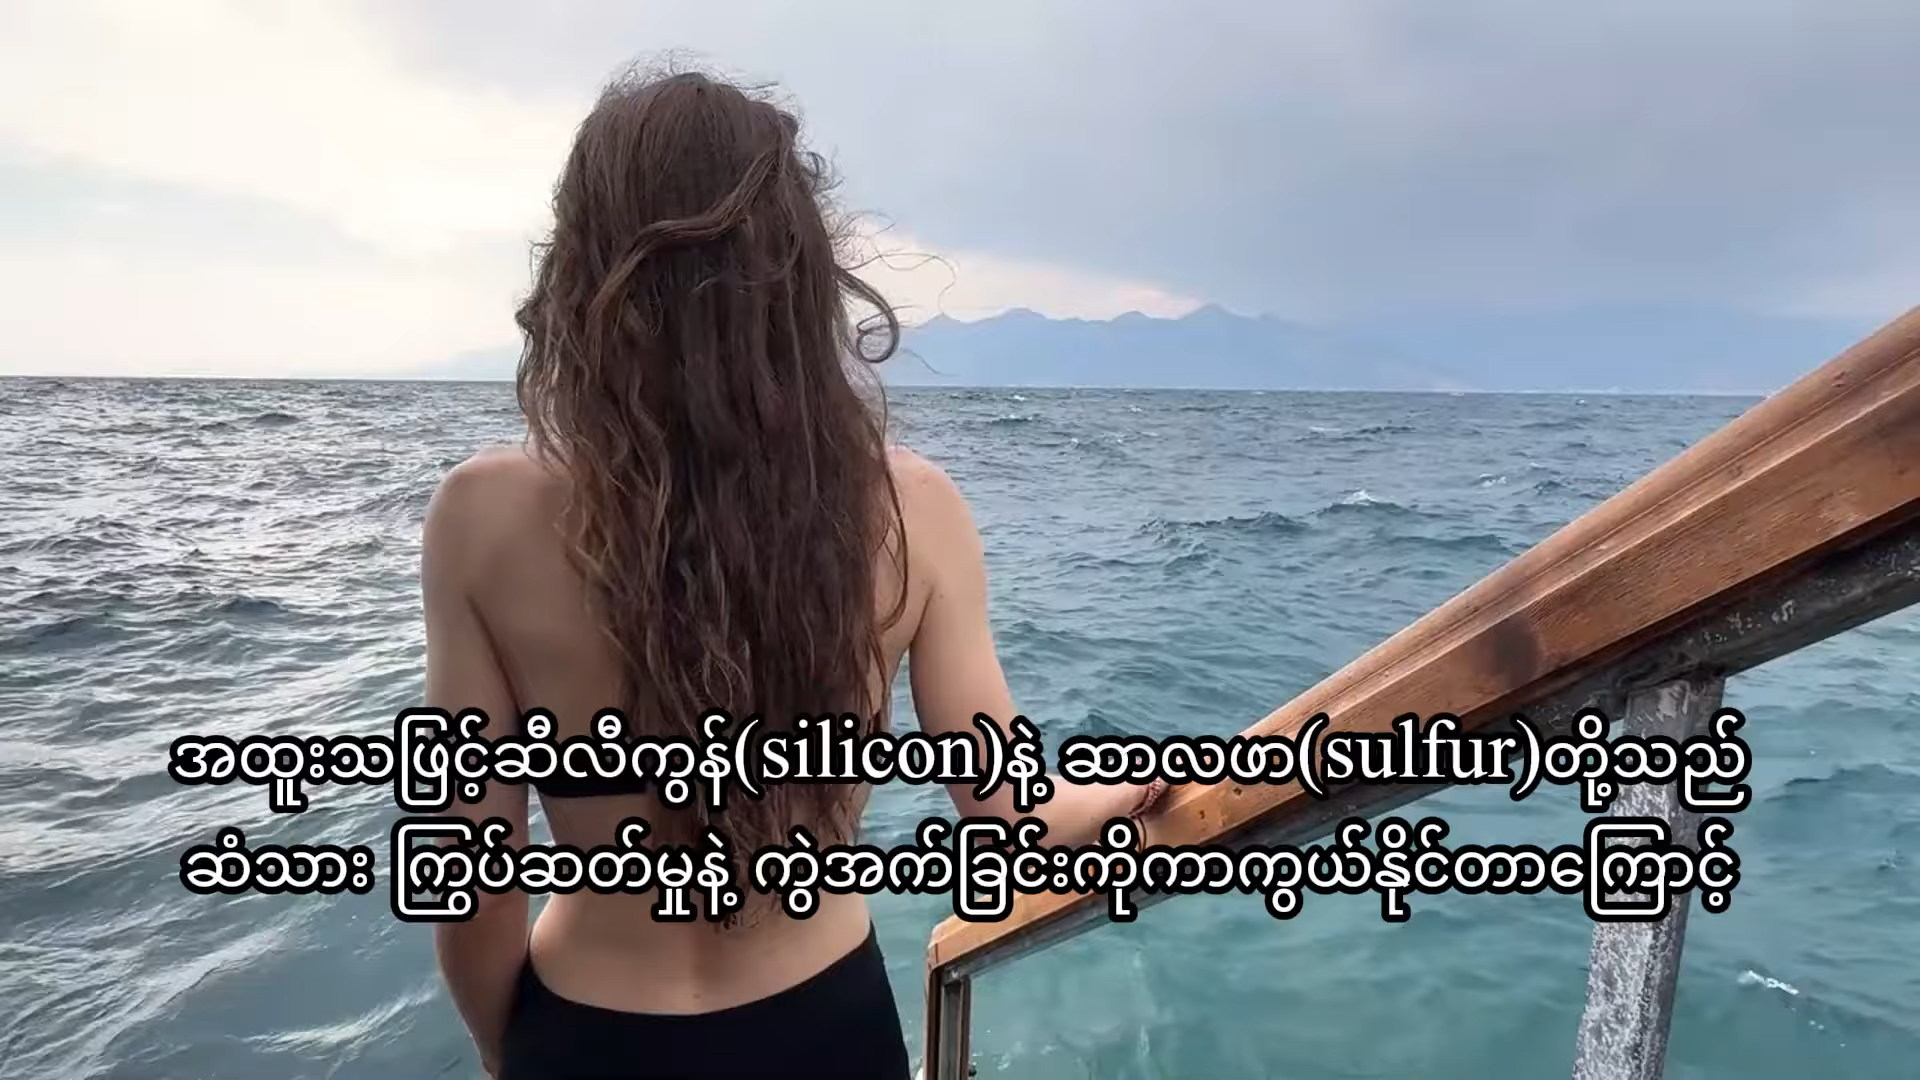 အထူးသဖြင့်ဆီလီကွန်(silicon)နဲ့ ဆာလဖာ(sulfur)တို့သည်
ဆံသား ကြွပ်ဆတ်မှုနဲ့ ကွဲအက်ခြင်းကိုကာကွယ်နိုင်တာကြောင့်